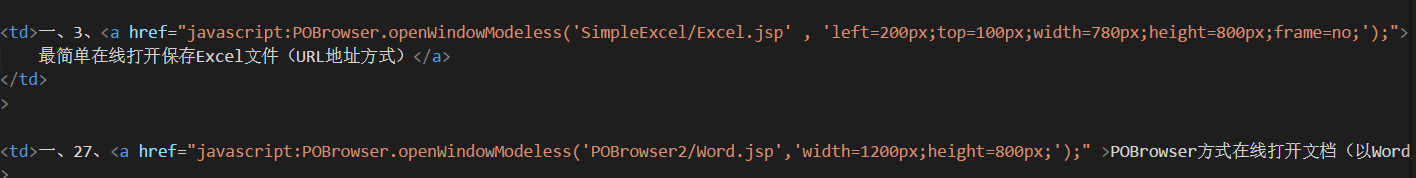 <td>一、3、<a href="javascript:POBrowser.openWindowModeless('SimpleExcel/Excel.jsp' , 'left=200px;top=100px;width=780px;height=800px;frame=no;');">
最简单在线打开保存Excel文件（URL地址方式）</a>
</td>
>
<td>一、27、<a href="javascript:POBrowser.openWindowModeless('POBrowser2/Word.jsp','width=1200px;height=800px;');" >POBrowser方式在线打开文档（以Word
>